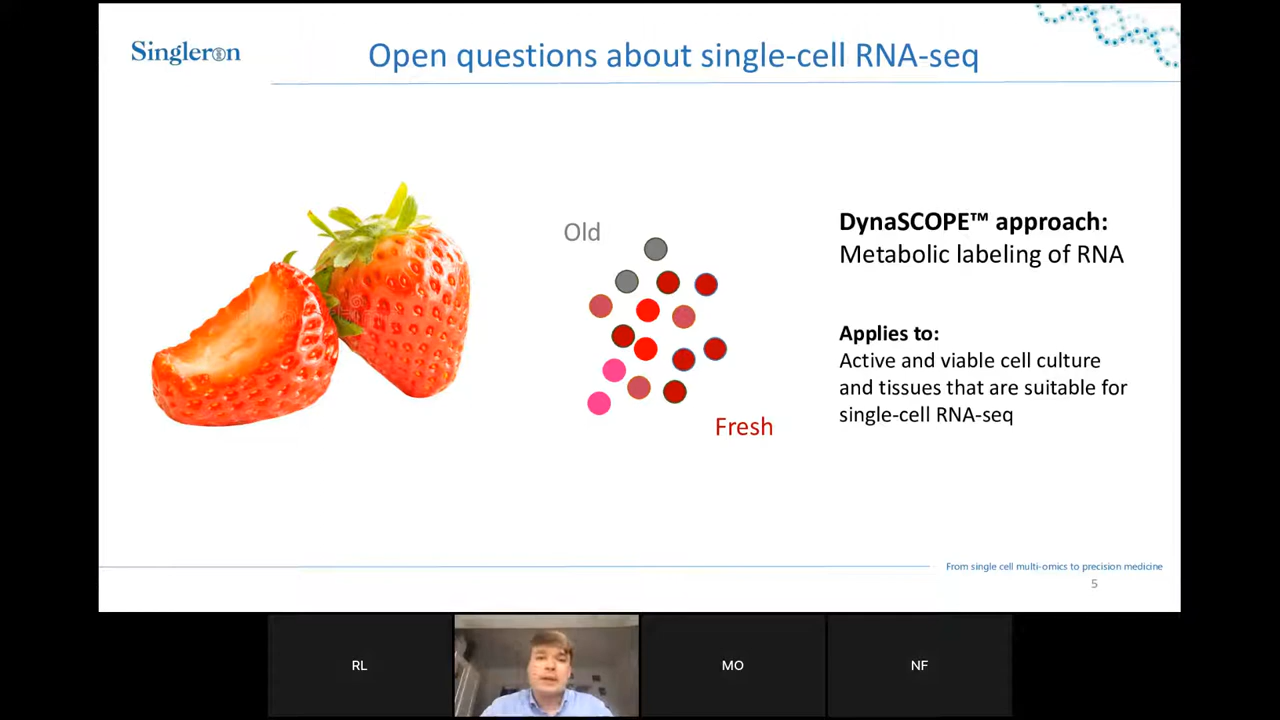 Singleron
Open questions about single-cell RNA-seq
Old
Fresh
DynaSCOPE™ approach:
Metabolic labeling of RNA
Applies to:
Active and viable cell culture
and tissues that are suitable for
single-cell RNA-seq
From single cell multi-omics to precision medicine
5
RL
MO
NF